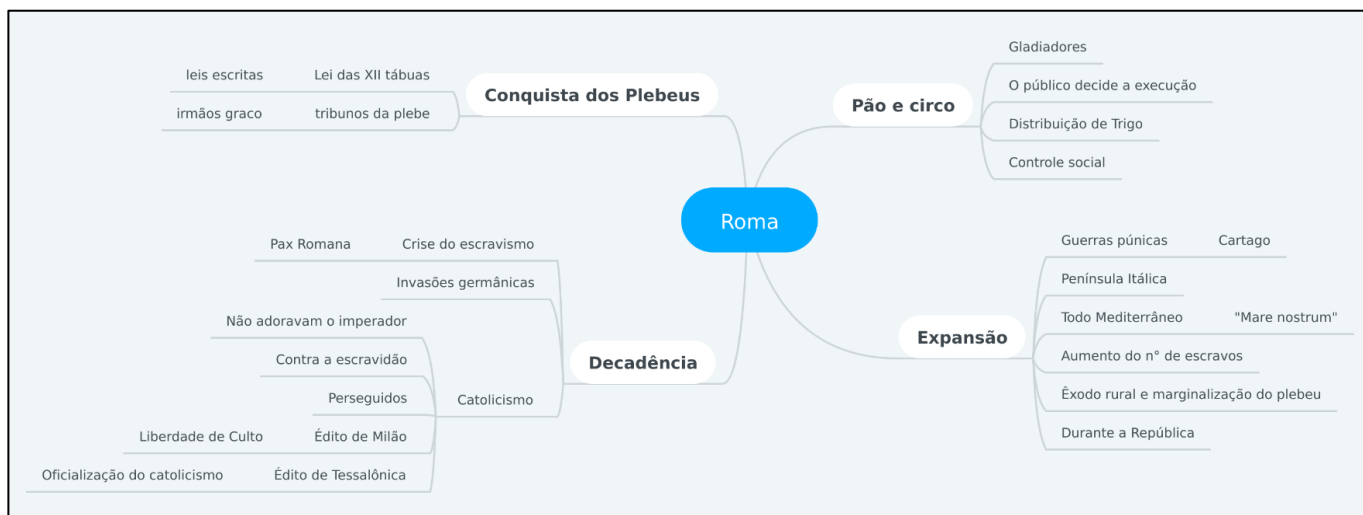 Roma
Conquista dos Plebeus
Lei das XII tábuas
leis escritas
tribunos da plebe
irmãos graco
Pão e circo
Gladiadores
O público decide a execução
Distribuição de Trigo
Controle social
Decadência
Crise do escravismo
Pax Romana
Invasões germânicas
Catolicismo
Não adoravam o imperador
Contra a escravidão
Perseguidos
Édito de Milão
Liberdade de Culto
Édito de Tessalônica
Oficialização do catolicismo
Expansão
Guerras púnicas
Cartago
Península Itálica
Todo Mediterrâneo
"Mare nostrum"
Aumento do n° de escravos
Êxodo rural e marginalização do plebeu
Durante a República